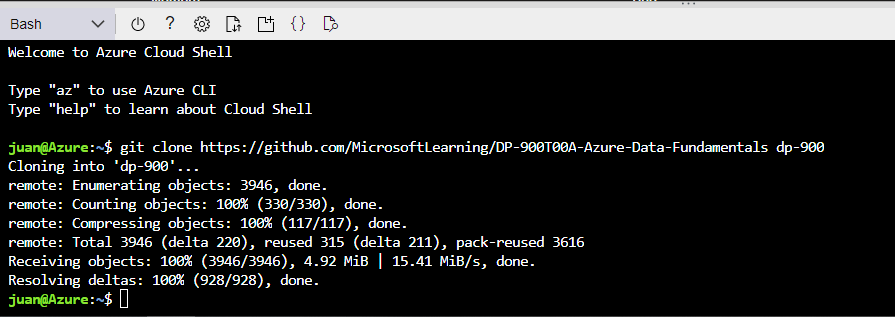 Bash
Welcome to Azure Cloud Shell
Type "az" to use Azure CLI
Type "help" to learn about Cloud Shell
juan@Azure:~$ git clone https://github.com/MicrosoftLearning/DP-900T00A-Azure-Data-Fundamentals dp-900
Cloning into 'dp-900'...
remote: Enumerating objects: 3946, done.
remote: Counting objects: 100% (330/330), done.
remote: Compressing objects: 100% (117/117), done.
remote: Total 3946 (delta 220), reused 315 (delta 211), pack-reused 3616
Receiving objects: 100% (3946/3946), 4.92 MiB | 15.41 MiB/s, done.
Resolving deltas: 100% (928/928), done.
juan@Azure:~$